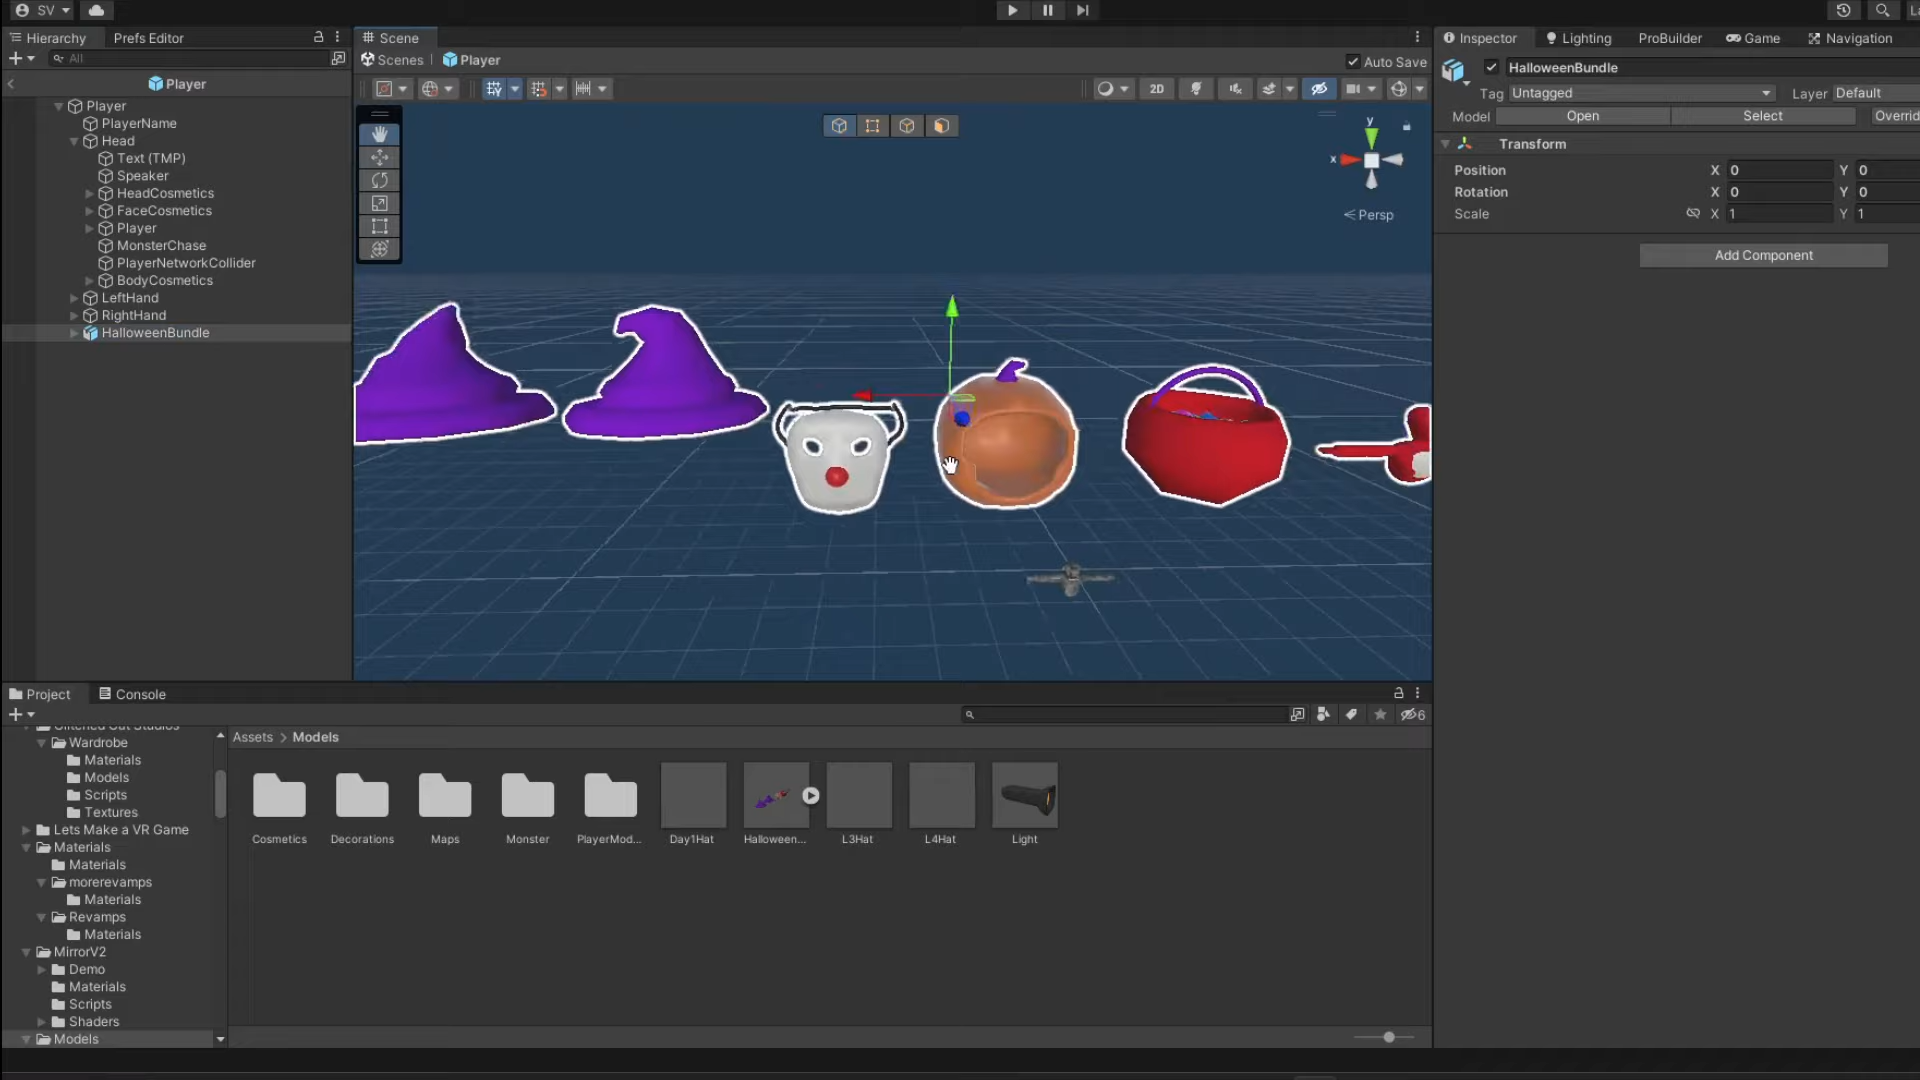 SV
Hierarchy
Prefs Editor
All
Player
Player
PlayerName
Head
Text (TMP)
Speaker
HeadCosmetics
FaceCosmetics
Player
MonsterChase
PlayerNetworkCollider
BodyCosmetics
LeftHand
RightHand
HalloweenBundle
Scene
Scenes
Player
Auto Save
2D
y
x
Persp
Inspector
Lighting
ProBuilder
Game
Navigation
HalloweenBundle
Tag Untagged Layer Default
Model Open Select Overrid
Transform
Position X 0 Y 0
Rotation X 0 Y 0
Scale X 1 Y 1
Add Component
Project
Console
6
Wardrobe
Materials
Models
Scripts
Textures
Lets Make a VR Game
Materials
Materials
morerevamps
Materials
Revamps
Materials
MirrorV2
Demo
Materials
Scripts
Shaders
Models
Assets > Models
Cosmetics
Decorations
Maps
Monster
PlayerMod...
Day1Hat
Halloween...
L3Hat
L4Hat
Light